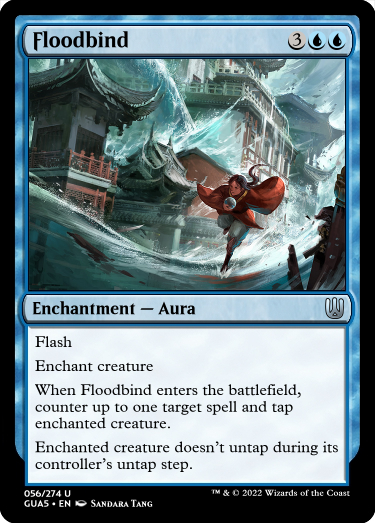 Floodbind 3
Enchantment — Aura
Flash
Enchant creature
When Floodbind enters the battlefield,
counter up to one target spell and tap
enchanted creature.
Enchanted creature doesn't untap during its
controller's untap step.
056/274 U
GUA5 • EN Sandara Tang
™ & © 2022 Wizards of the Coast